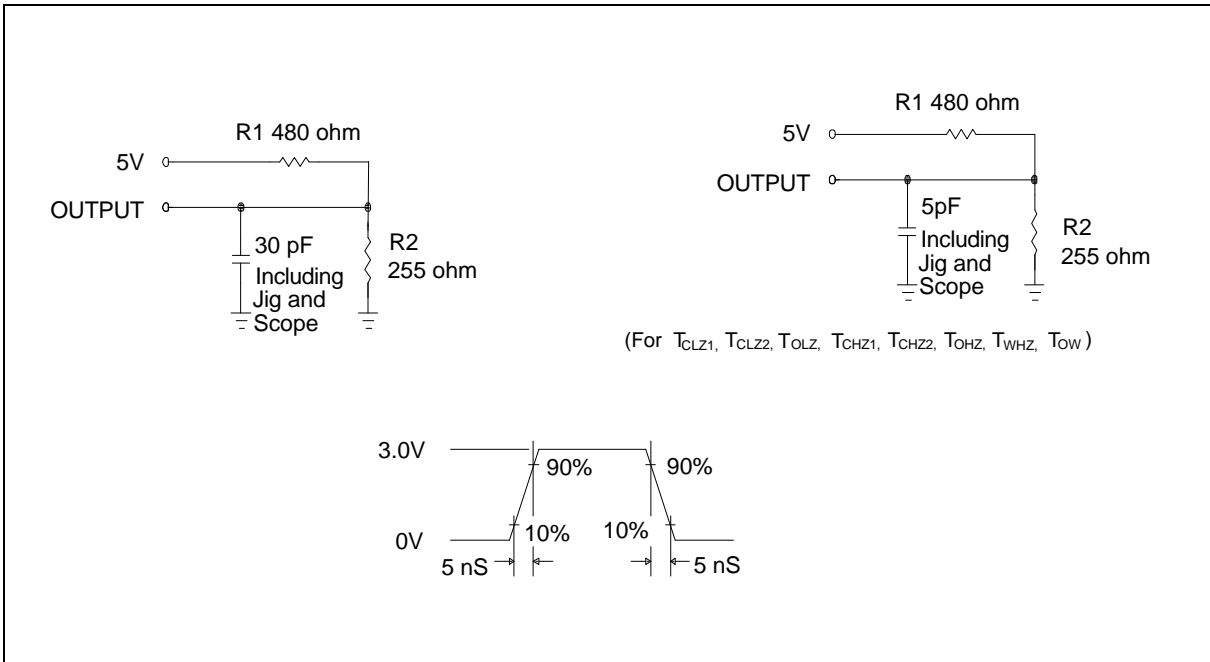 R1 480 ohm
5V
OUTPUT
30 pF
Including
Jig and
Scope
R2
255 ohm
R1 480 ohm
5V
OUTPUT
5pF
Including
Jig and
Scope
R2
255 ohm
(For TCLZ1, TCLZ2, TOLZ, TCHZ1, TCHZ2, TOHZ, TWHZ, TOW )
3.0V
90%
90%
0V
10%
10%
5 nS
5 nS